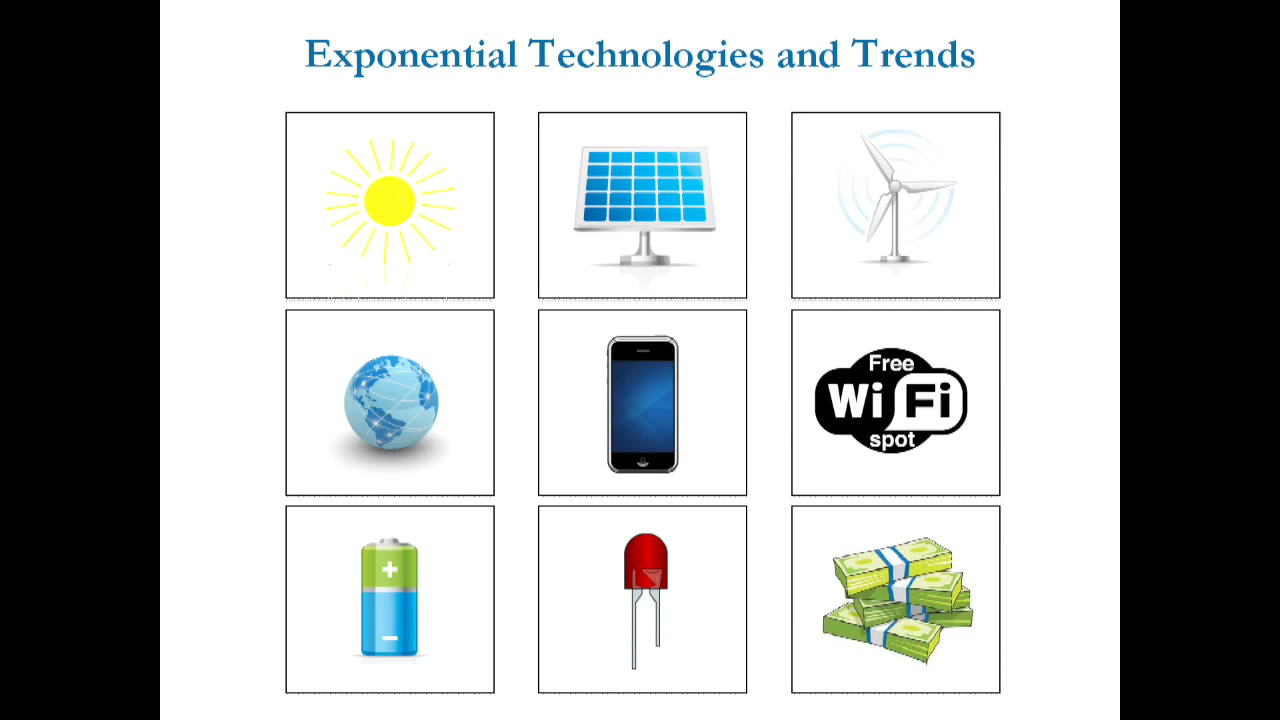 Exponential Technologies and Trends
Free
Wi Fi
spot
+
-